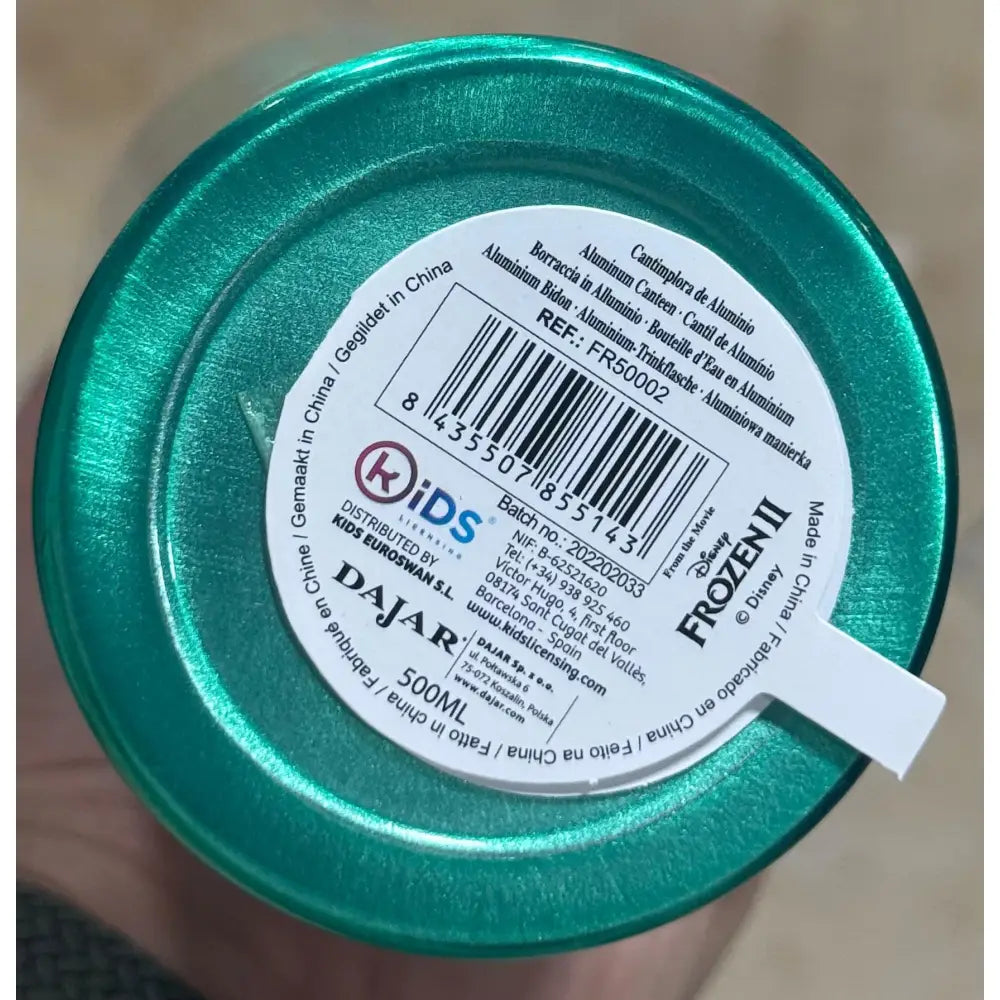 Cantimplora de Aluminio
Aluminum Canteen · Cantil de Alumínio
Borraccia in Alluminio · Bouteille d'Eau en Aluminium
Aluminium Bidon · Aluminium-Trinkflasche · Aluminiowa manierka
REF.: FR50002
8 435507 855143
From the Movie
Disney
FROZEN II
© Disney
KiDS®
LICENSING
DISTRIBUTED BY
KIDS EUROSWAN S.L
Batch no.: 202202033
NIF: B-62521620
Tel: (+34) 938 925 460
Víctor Hugo, 4, first floor
08174 Sant Cugat del Vallès,
Barcelona - Spain
www.kidslicensing.com
DAJAR®
DAJAR Sp. z o.o.
ul. Połtawska 6
75-072 Koszalin, Polska
www.dajar.com
500ML
Made in China / Fabricado en China / Feito na China / Fatto in china / Fabriqué en Chine / Gemaakt in China / Gegildet in China